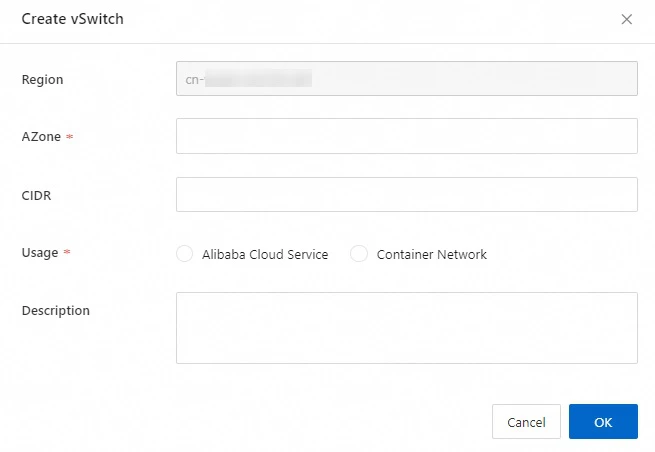 Create vSwitch
Region
cn-
AZone *
CIDR
Usage *
Alibaba Cloud Service
Container Network
Description
Cancel
OK